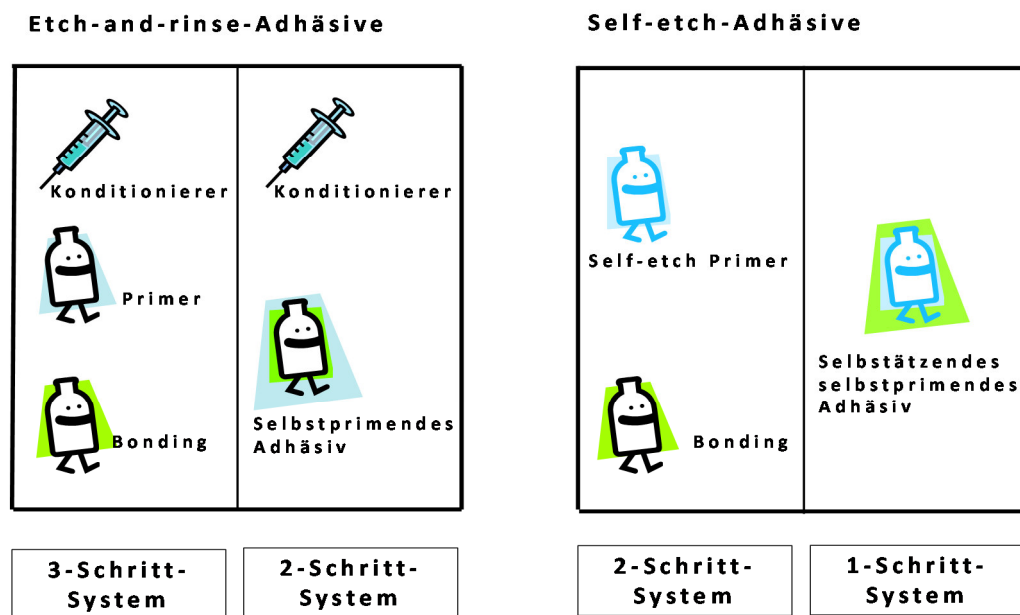 Etch-and-rinse-Adhäsive
Konditionierer
Primer
Bonding
Konditionierer
Selbstprimendes
Adhäsiv
3-Schritt-
System
2-Schritt-
System
Self-etch-Adhäsive
Self-etch Primer
Bonding
Selbstätzendes
selbstprimendes
Adhäsiv
2-Schritt-
System
1-Schritt-
System